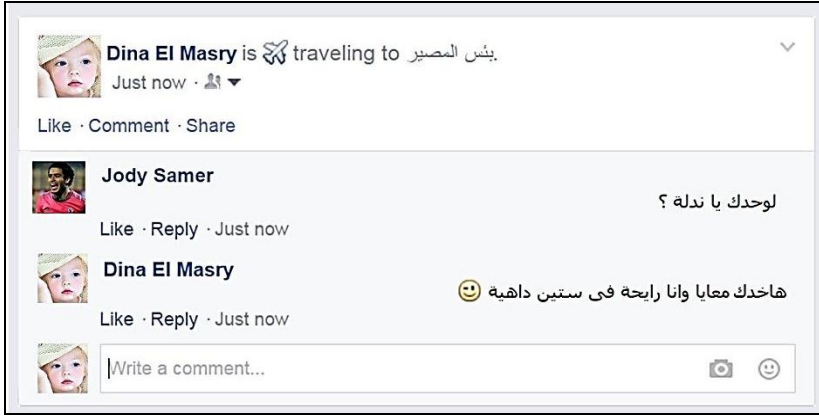 Dina El Masry is traveling to بئس المصير.
Just now ·
Like · Comment · Share
Jody Samer
لوحدك يا ندلة ؟
Like · Reply · Just now
Dina El Masry
هاخدك معايا وانا رايحة فى ستين داهية
Like · Reply · Just now
Write a comment...